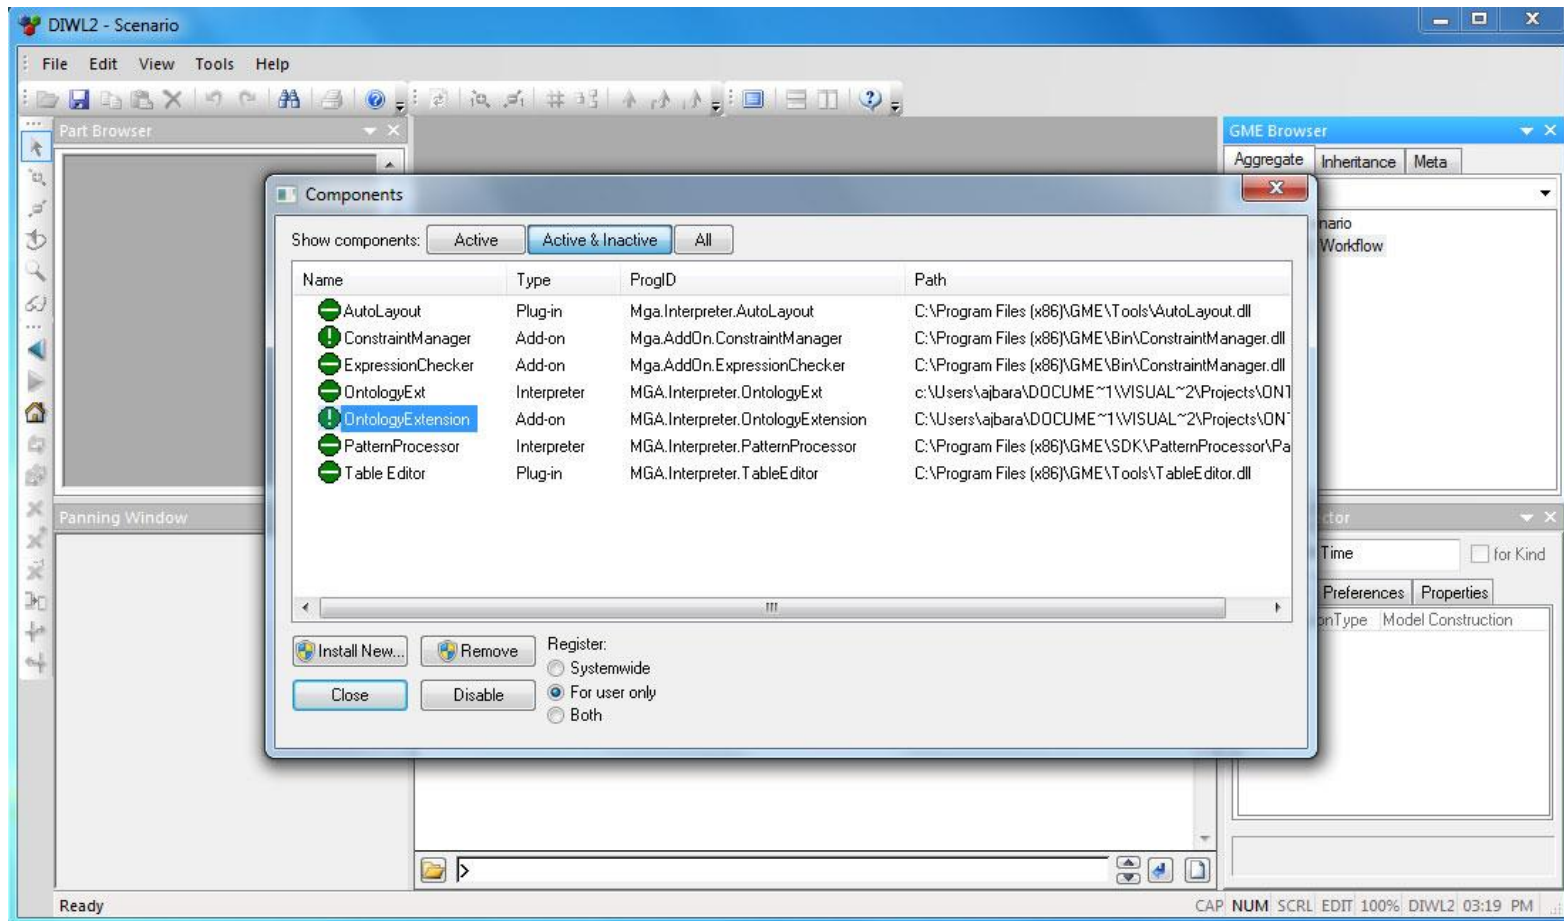 DIWL2 - Scenario
File Edit View Tools Help
Part Browser
GME Browser
Aggregate Inheritance Meta
nario
Workflow
Components
Show components: Active Active & Inactive All
Name Type ProgID Path
AutoLayout Plug-in Mga.Interpreter.AutoLayout C:\Program Files (x86)\GME\Tools\AutoLayout.dll
ConstraintManager Add-on Mga.AddOn.ConstraintManager C:\Program Files (x86)\GME\Bin\ConstraintManager.dll
ExpressionChecker Add-on Mga.AddOn.ExpressionChecker C:\Program Files (x86)\GME\Bin\ConstraintManager.dll
OntologyExt Interpreter MGA.Interpreter.OntologyExt c:\Users\ajbara\DOCUME~1\VISUAL~2\Projects\ONT
OntologyExtension Add-on MGA.Interpreter.OntologyExtension C:\Users\ajbara\DOCUME~1\VISUAL~2\Projects\ON
PatternProcessor Interpreter MGA.Interpreter.PatternProcessor C:\Program Files (x86)\GME\SDK\PatternProcessor\Pa
Table Editor Plug-in MGA.Interpreter.TableEditor C:\Program Files (x86)\GME\Tools\TableEditor.dll
Install New... Remove Register:
Systemwide
Close Disable For user only
Both
Panning Window
ctor
Time for Kind
Preferences Properties
onType Model Construction
>
Ready CAP NUM SCRL EDIT 100% DIWL2 03:19 PM